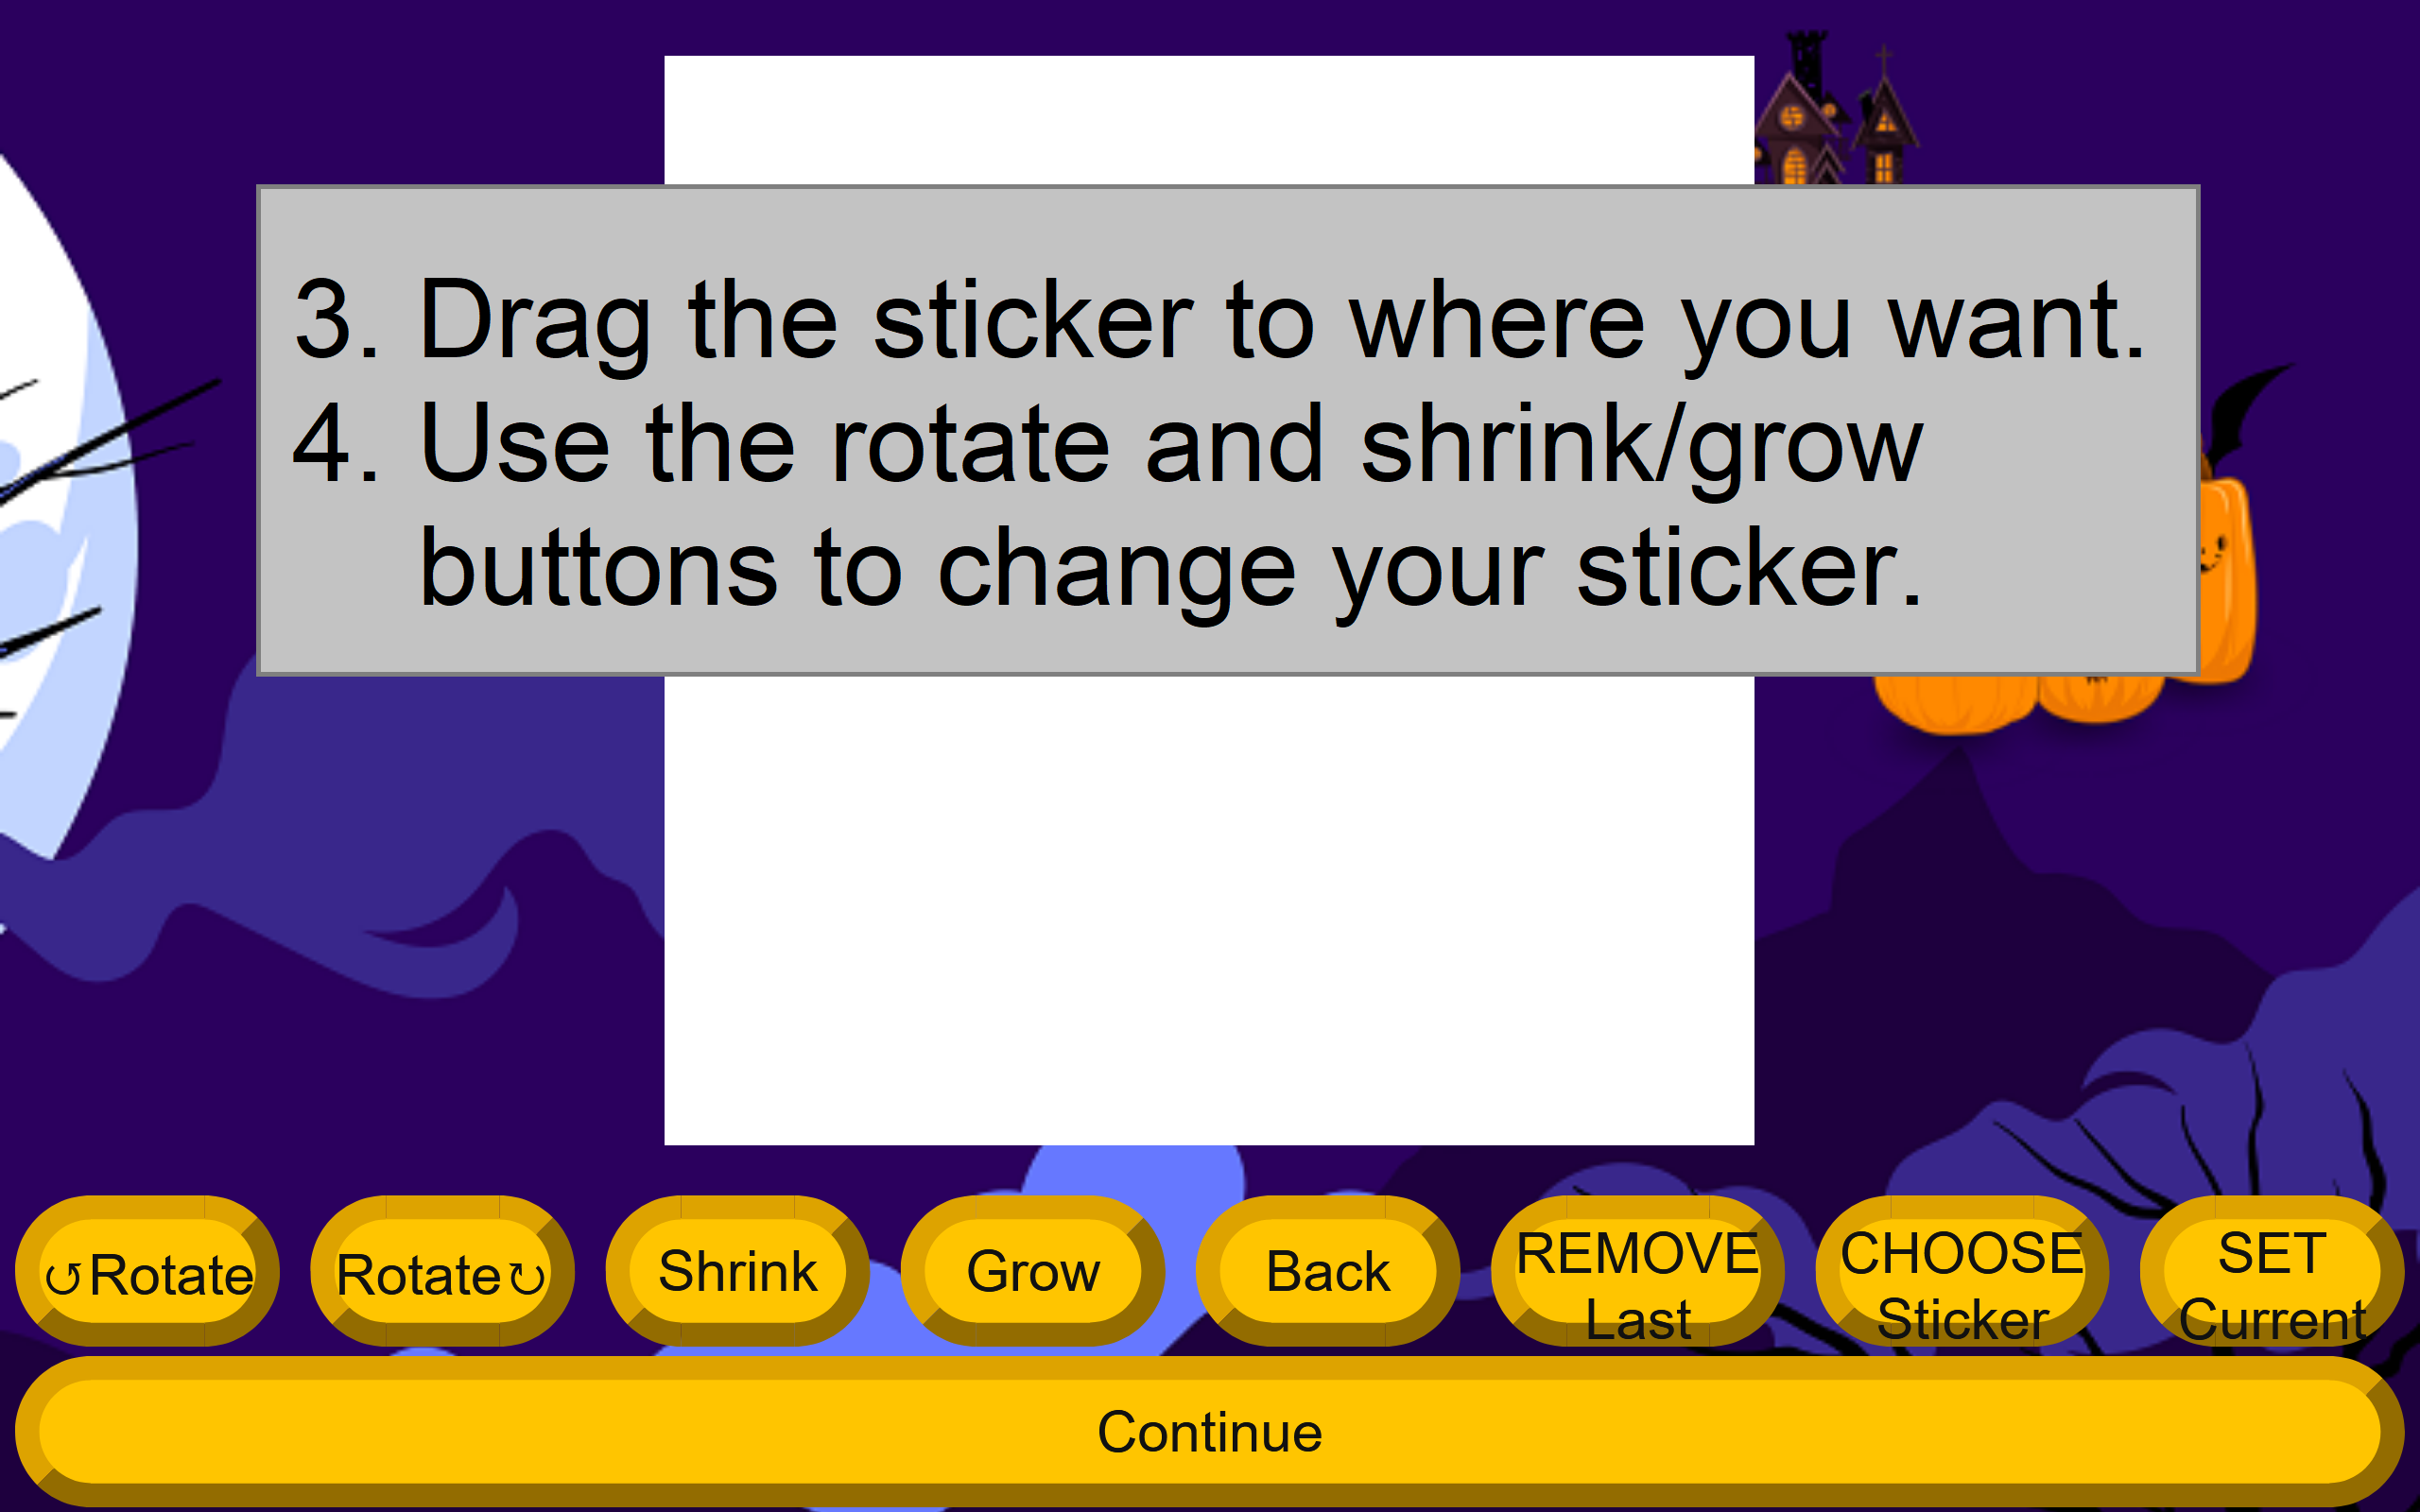 3. Drag the sticker to where you want.
4. Use the rotate and shrink/grow
buttons to change your sticker.
↺Rotate
Rotate↻
Shrink
Grow
Back
REMOVE
Last
CHOOSE
Sticker
SET
Current
Continue